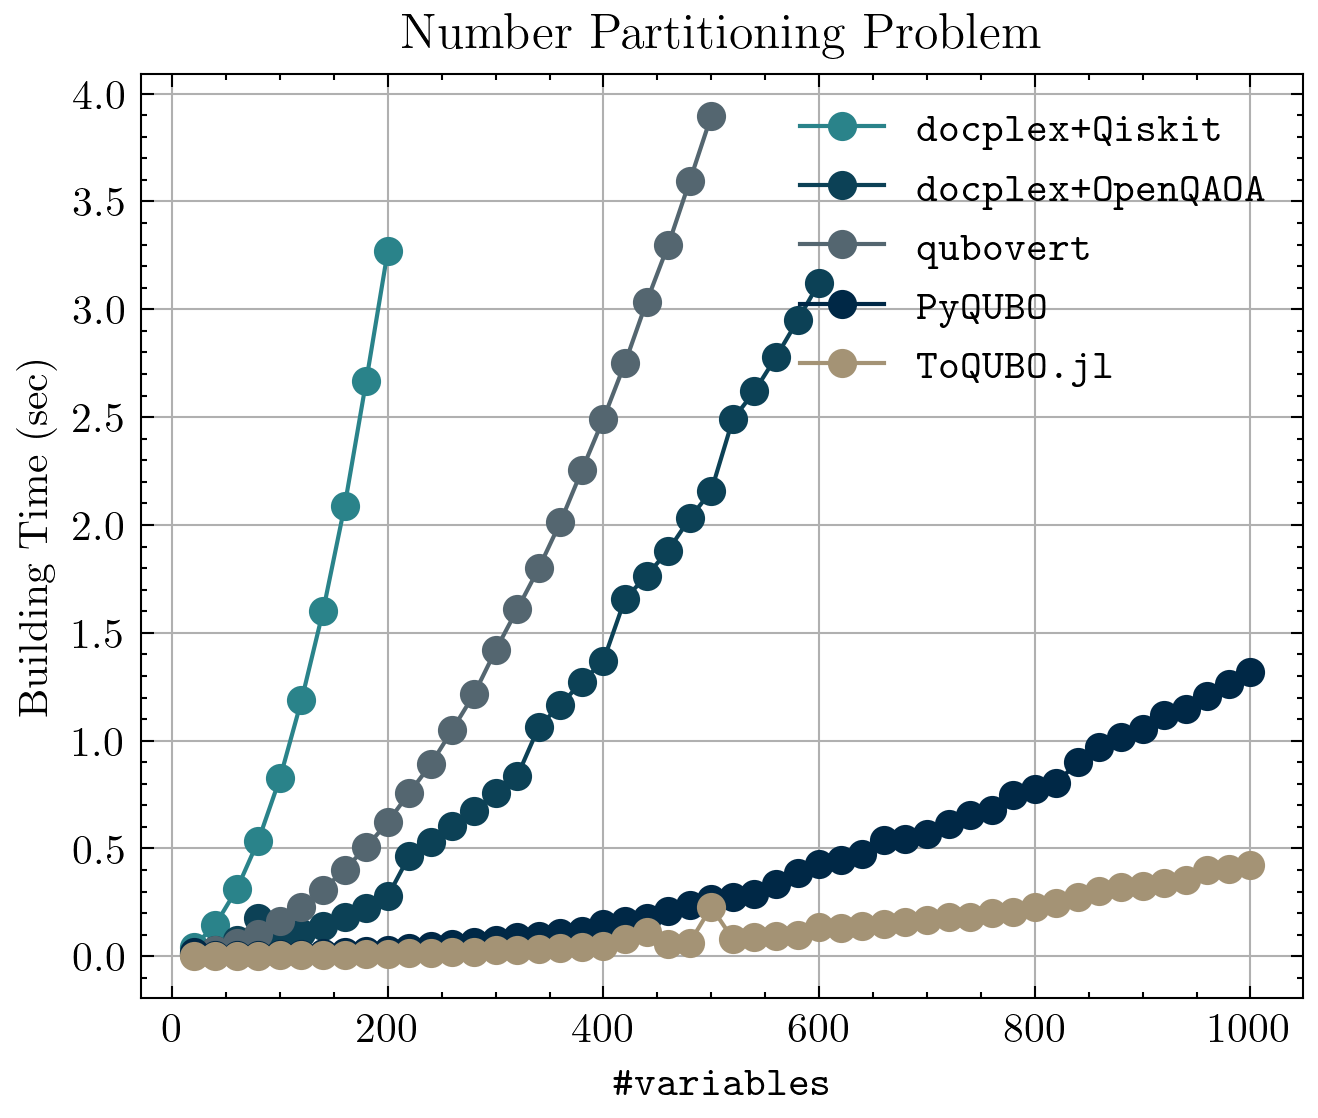 Number Partitioning Problem
4.0
3.5
3.0
2.5
2.0
1.5
1.0
0.5
0.0
Building Time (sec)
docplex+Qiskit
docplex+OpenQAOA
qubovert
PyQUBO
ToQUBO.jl
0 200 400 600 800 1000
#variables